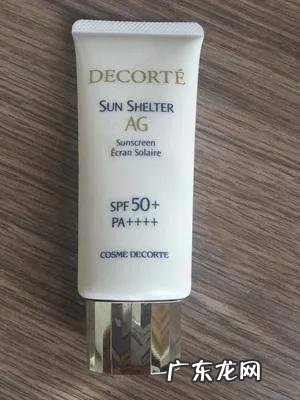 DECORTÉ
SUN SHELTER
AG
Sunscreen
Écran Solaire
SPF50+
PA++++
COSME DECORTE
广东龙网